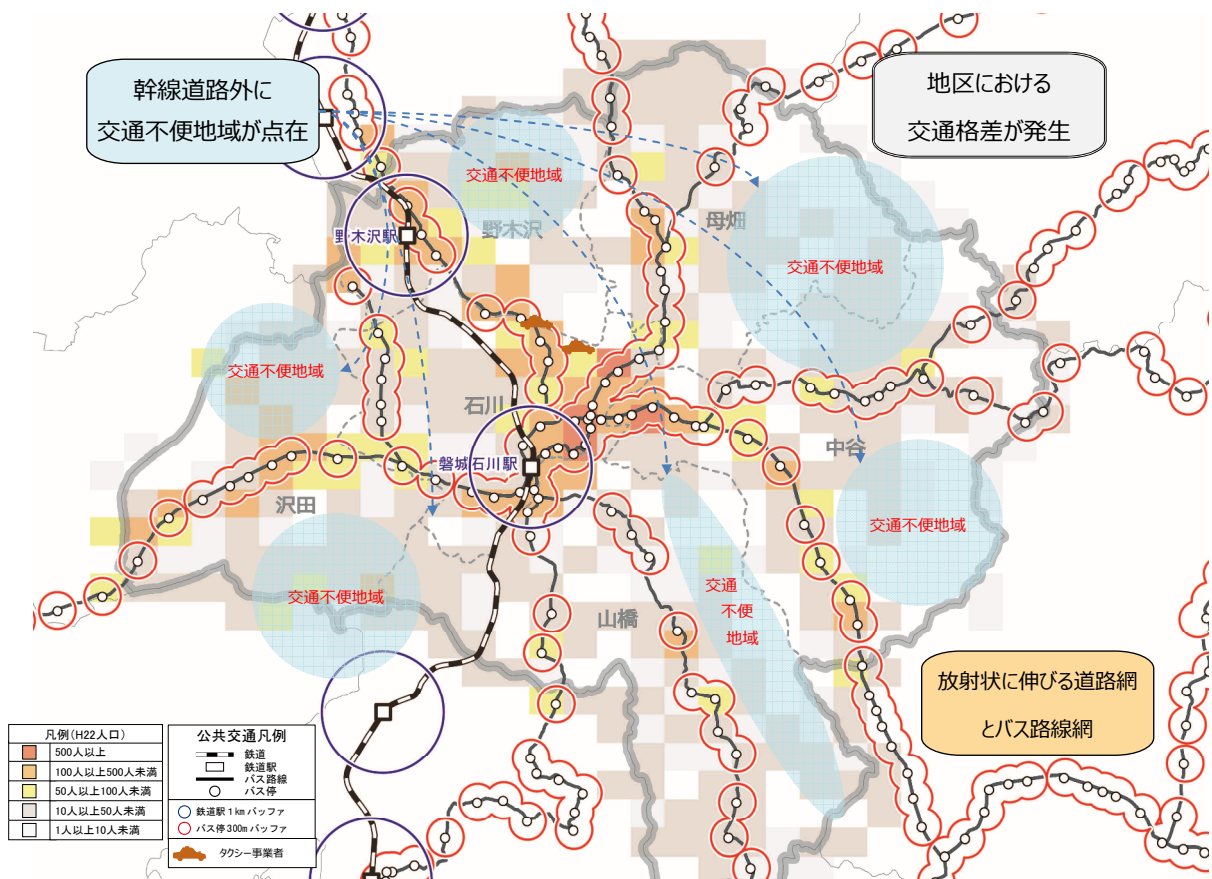 幹線道路外に
交通不便地域が点在
地区における
交通格差が発生
交通不便地域
野木沢
野木沢駅
母畑
交通不便地域
交通不便地域
石川
磐城石川駅
中谷
沢田
交通不便地域
交通不便地域
交通
不便
地域
山橋
放射状に伸びる道路網
とバス路線網
凡例(H22人口)
500人以上
100人以上500人未満
50人以上100人未満
10人以上50人未満
1人以上10人未満
公共交通凡例
鉄道
鉄道駅
バス路線
バス停
鉄道駅1kmバッファ
バス停300mバッファ
タクシー事業者